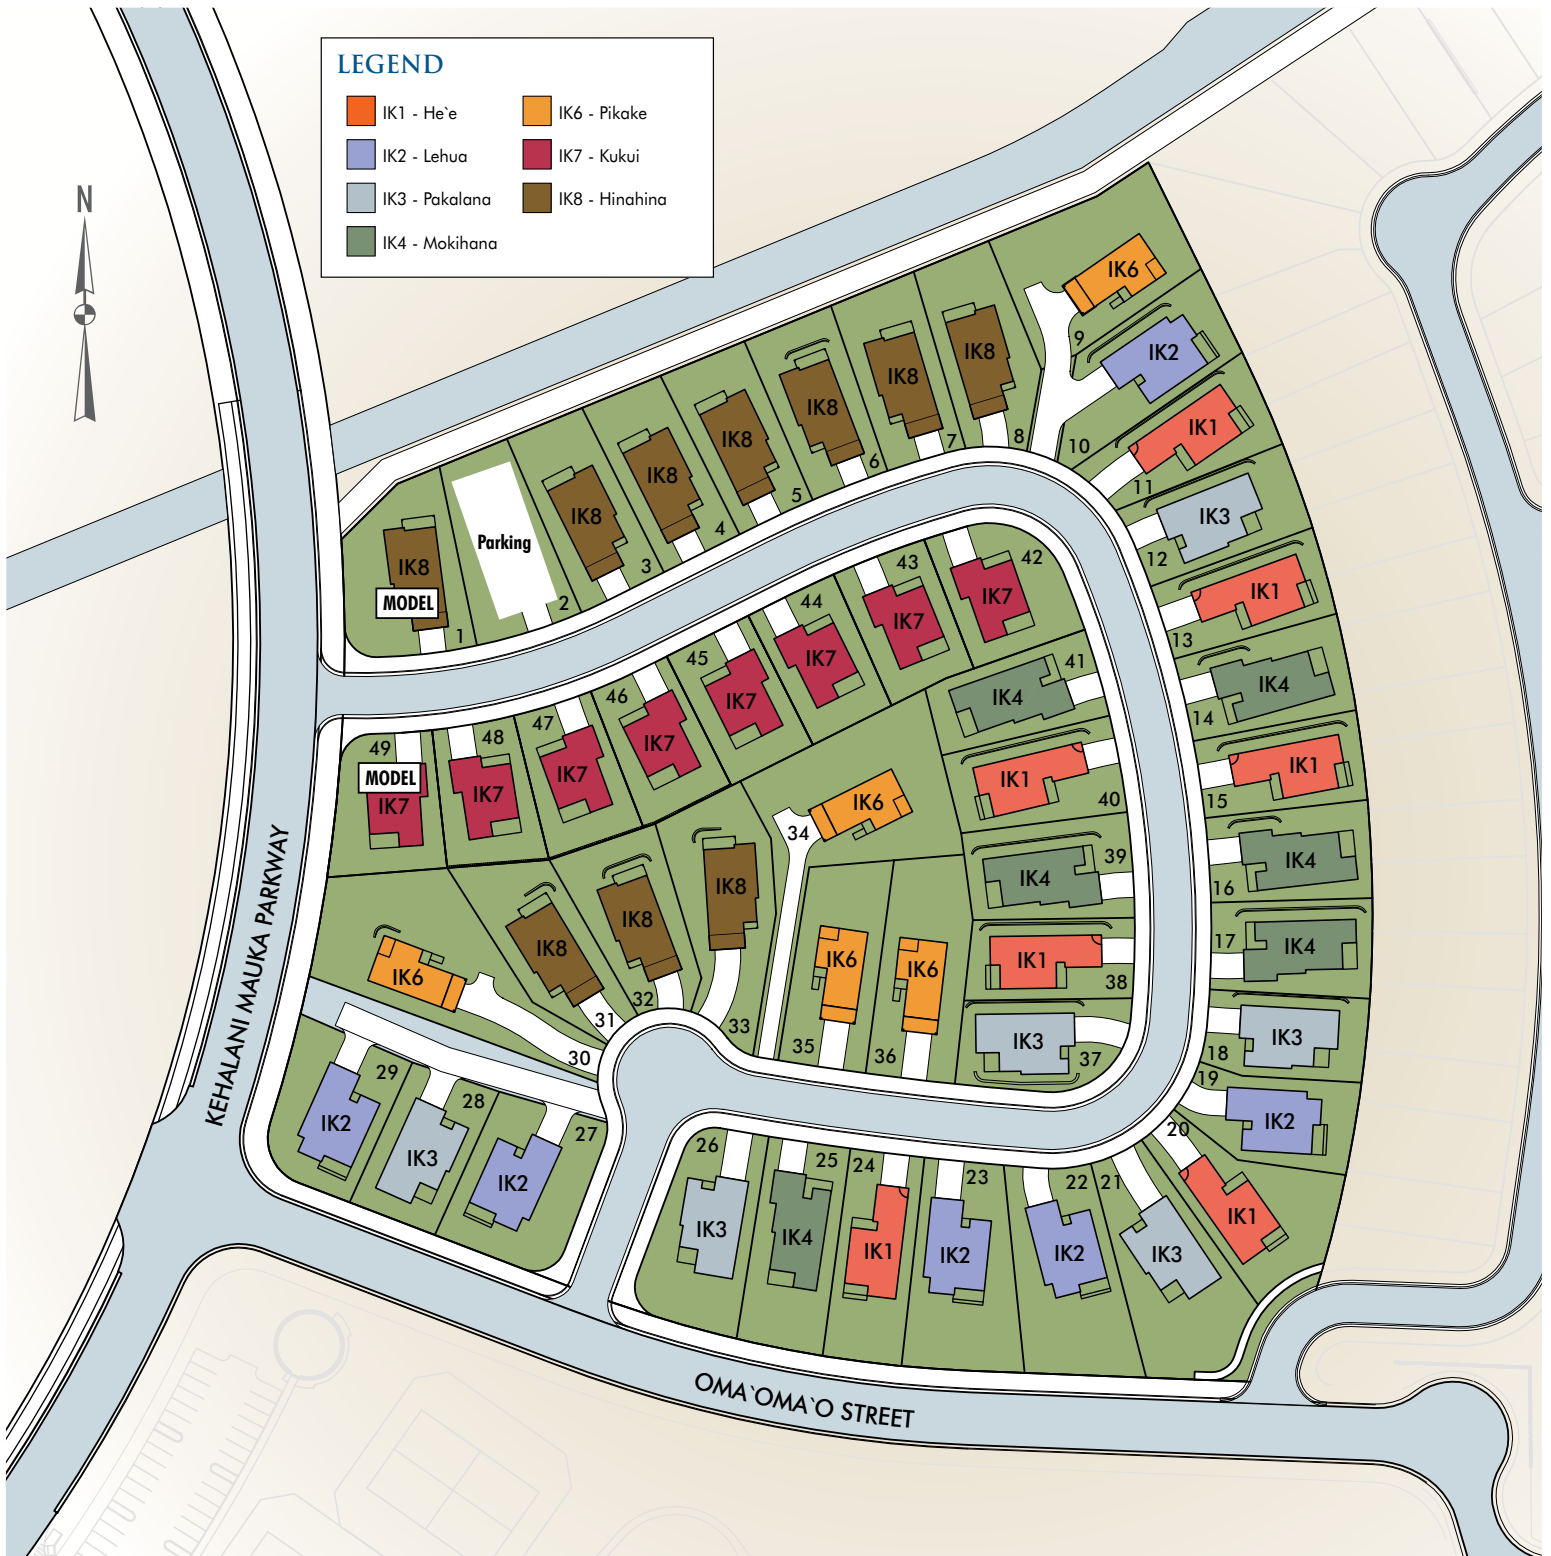 LEGEND
IK1 - He`e
IK6 - Pikake
IK2 - Lehua
IK7 - Kukui
IK3 - Pakalana
IK8 - Hinahina
IK4 - Mokihana
N
IK6
9
IK2
10
IK8
8
IK8
7
IK8
6
IK8
5
IK8
4
IK8
3
Parking
2
IK8
MODEL
1
IK1
11
IK3
12
IK1
13
IK4
14
IK1
15
IK4
16
IK4
17
IK3
18
19
IK2
20
IK1
42
IK7
43
IK7
44
IK7
45
IK7
46
IK7
47
IK7
48
IK7
49
MODEL
IK7
41
IK4
IK1
40
39
IK4
IK1
38
IK3
37
IK6
34
IK8
33
IK8
32
IK8
31
IK6
30
IK6
35
IK6
36
29
IK2
28
IK3
27
IK2
26
IK3
25
IK4
24
IK1
23
IK2
22
IK2
21
IK3
KEHALANI MAUKA PARKWAY
OMA`OMA`O STREET